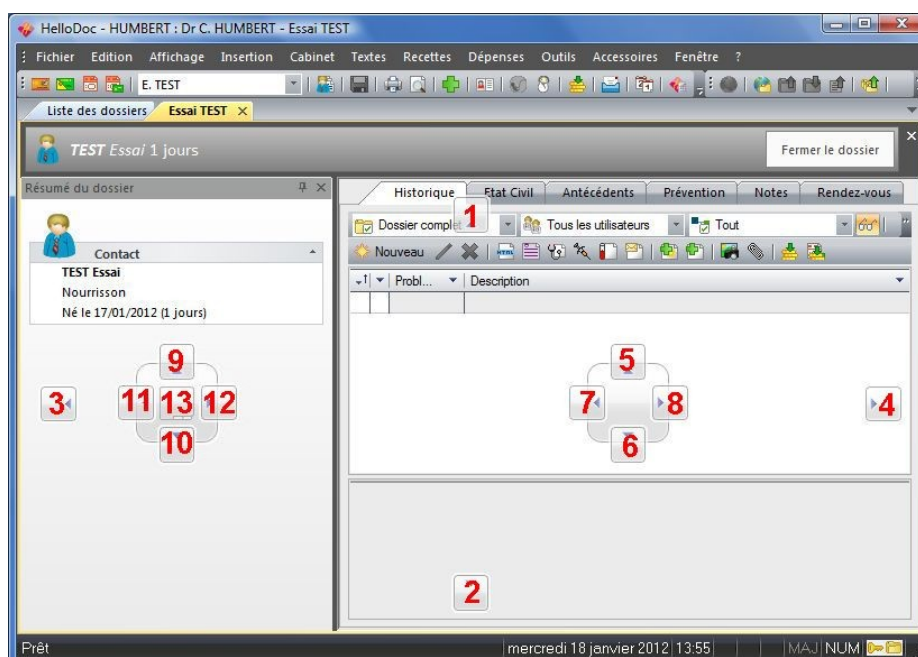 HelloDoc - HUMBERT : Dr C. HUMBERT - Essai TEST
Fichier Edition Affichage Insertion Cabinet Textes Recettes Dépenses Outils Accessoires Fenêtre ?
E. TEST
Liste des dossiers Essai TEST
TEST Essai 1 jours
Fermer le dossier
Résumé du dossier
Historique Etat Civil Antécédents Prévention Notes Rendez-vous
1
Dossier complet Tous les utilisateurs Tout
Contact
Nouveau
TEST Essai
Nourrisson
Né le 17/01/2012 (1 jours)
Probl... Description
9
3 11 13 12
10
5
7 8 4
6
2
Prêt
mercredi 18 janvier 2012 13:55 MAJ NUM